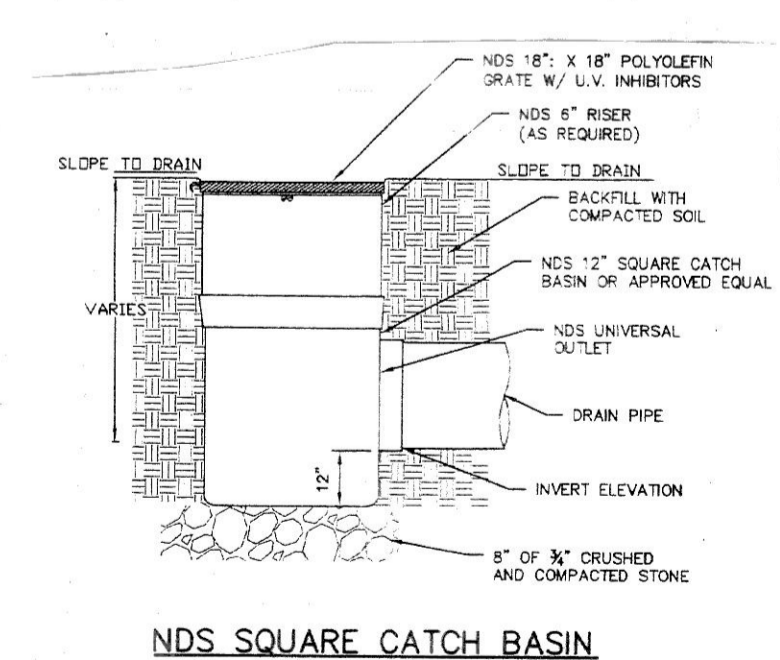 NDS 18": X 18" POLYOLEFIN
GRATE W/ U.V. INHIBITORS
NDS 6" RISER
(AS REQUIRED)
SLOPE TO DRAIN
SLOPE TO DRAIN
BACKFILL WITH
COMPACTED SOIL
NDS 12" SQUARE CATCH
BASIN OR APPROVED EQUAL
VARIES
NDS UNIVERSAL
OUTLET
DRAIN PIPE
12"
INVERT ELEVATION
8" OF ¾" CRUSHED
AND COMPACTED STONE
NDS SQUARE CATCH BASIN